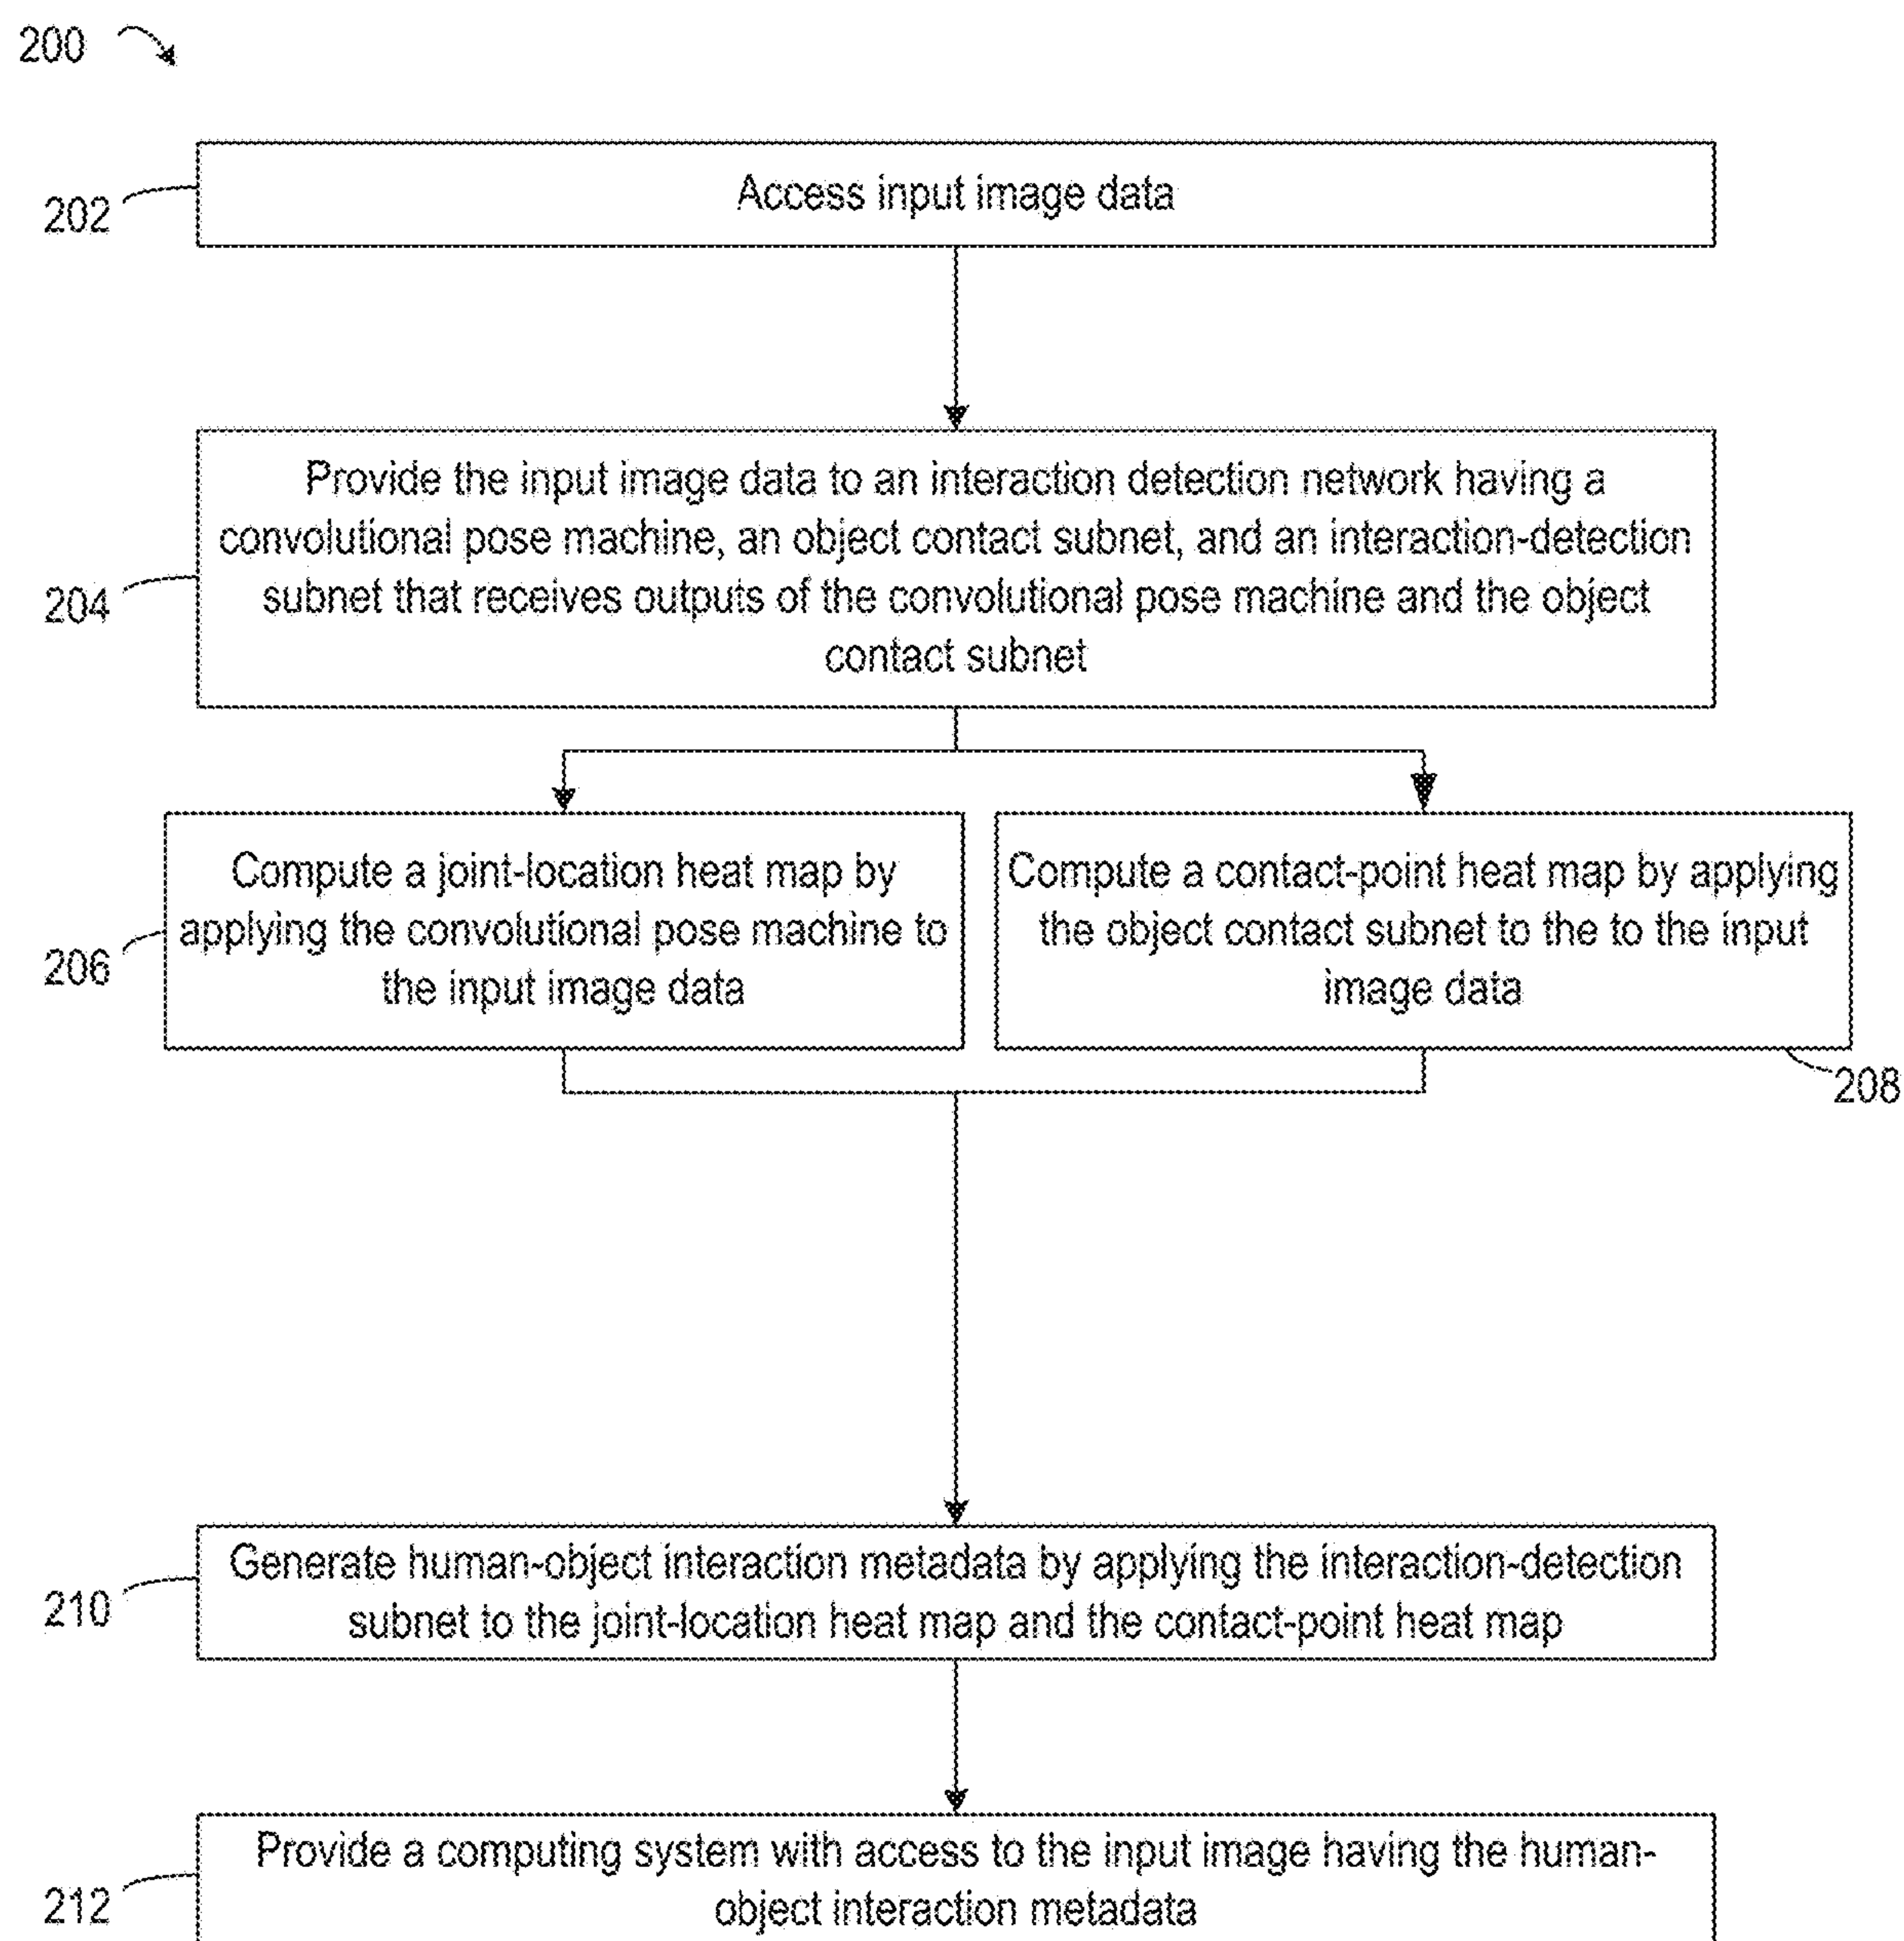 200
Access input image data
202
Provide the input image data to an interaction detection network having a
convolutional pose machine, an object contact subnet, and an interaction-detection
subnet that receives outputs of the convolutional pose machine and the object
contact subnet
204
Compute a joint-location heat map by
applying the convolutional pose machine to
the input image data
206
Compute a contact-point heat map by applying
the object contact subnet to the to the input
image data
208
Generate human-object interaction metadata by applying the interaction-detection
subnet to the joint-location heat map and the contact-point heat map
210
Provide a computing system with access to the input image having the human-
object interaction metadata
212